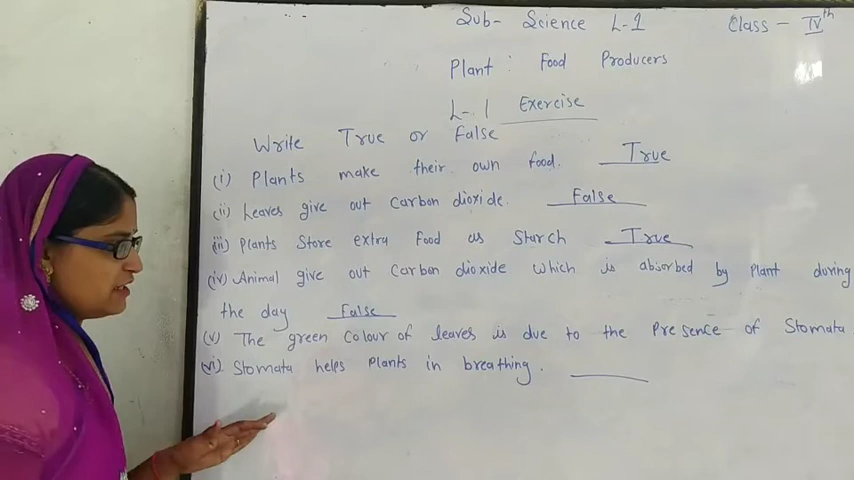 Sub- Science L-1 Class - IVth
Plant : Food Producers
L-1 Exercise
Write True or False
(i) Plants make their own food. True
(ii) Leaves give out Carbon dioxide. False
(iii) Plants Store extra Food as Starch True
(iv) Animal give out Carbon dioxide which is absorbed by Plant during
the day False
(v) The green Colour of leaves is due to the Presence of Stomata
(vi) Stomata helps Plants in breathing.